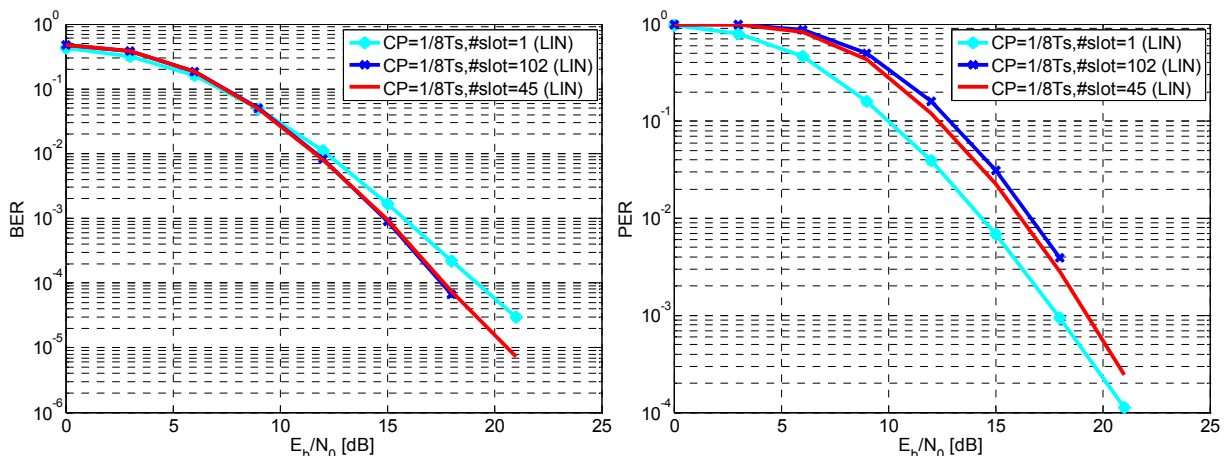 10^0
10^-1
10^-2
10^-3
10^-4
10^-5
10^-6
BER
0 5 10 15 20 25
E_b/N_0 [dB]
CP=1/8Ts,#slot=1 (LIN)
CP=1/8Ts,#slot=102 (LIN)
CP=1/8Ts,#slot=45 (LIN)
10^0
10^-1
10^-2
10^-3
10^-4
PER
0 5 10 15 20 25
E_b/N_0 [dB]
CP=1/8Ts,#slot=1 (LIN)
CP=1/8Ts,#slot=102 (LIN)
CP=1/8Ts,#slot=45 (LIN)